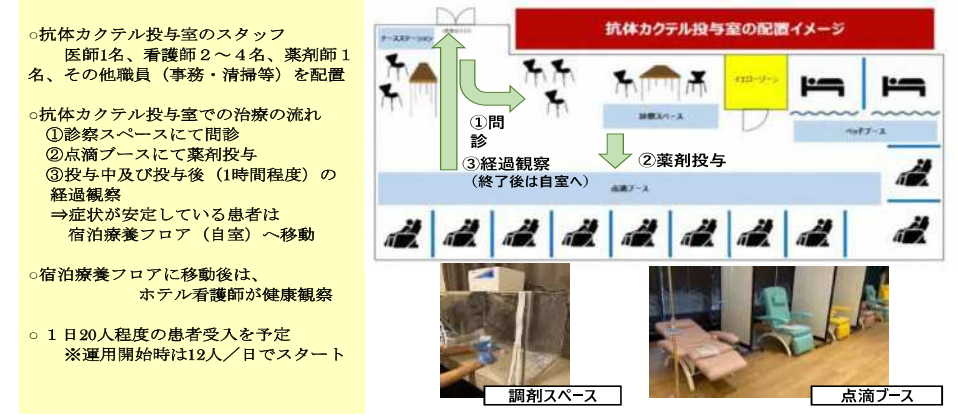 ○抗体カクテル投与室のスタッフ
医師1名、看護師２～４名、薬剤師１
名、その他職員（事務・清掃等）を配置
○抗体カクテル投与室での治療の流れ
①診察スペースにて問診
②点滴ブースにて薬剤投与
③投与中及び投与後（1時間程度）の
経過観察
⇒症状が安定している患者は
宿泊療養フロア（自室）へ移動
○宿泊療養フロアに移動後は、
ホテル看護師が健康観察
○ １日20人程度の患者受入を予定
※運用開始時は12人／日でスタート
抗体カクテル投与室の配置イメージ
ナースステーション
イエローゾーン
①問
診
診察スペース
ベッドブース
③経過観察
（終了後は自室へ）
②薬剤投与
点滴ブース
調剤スペース
点滴ブース